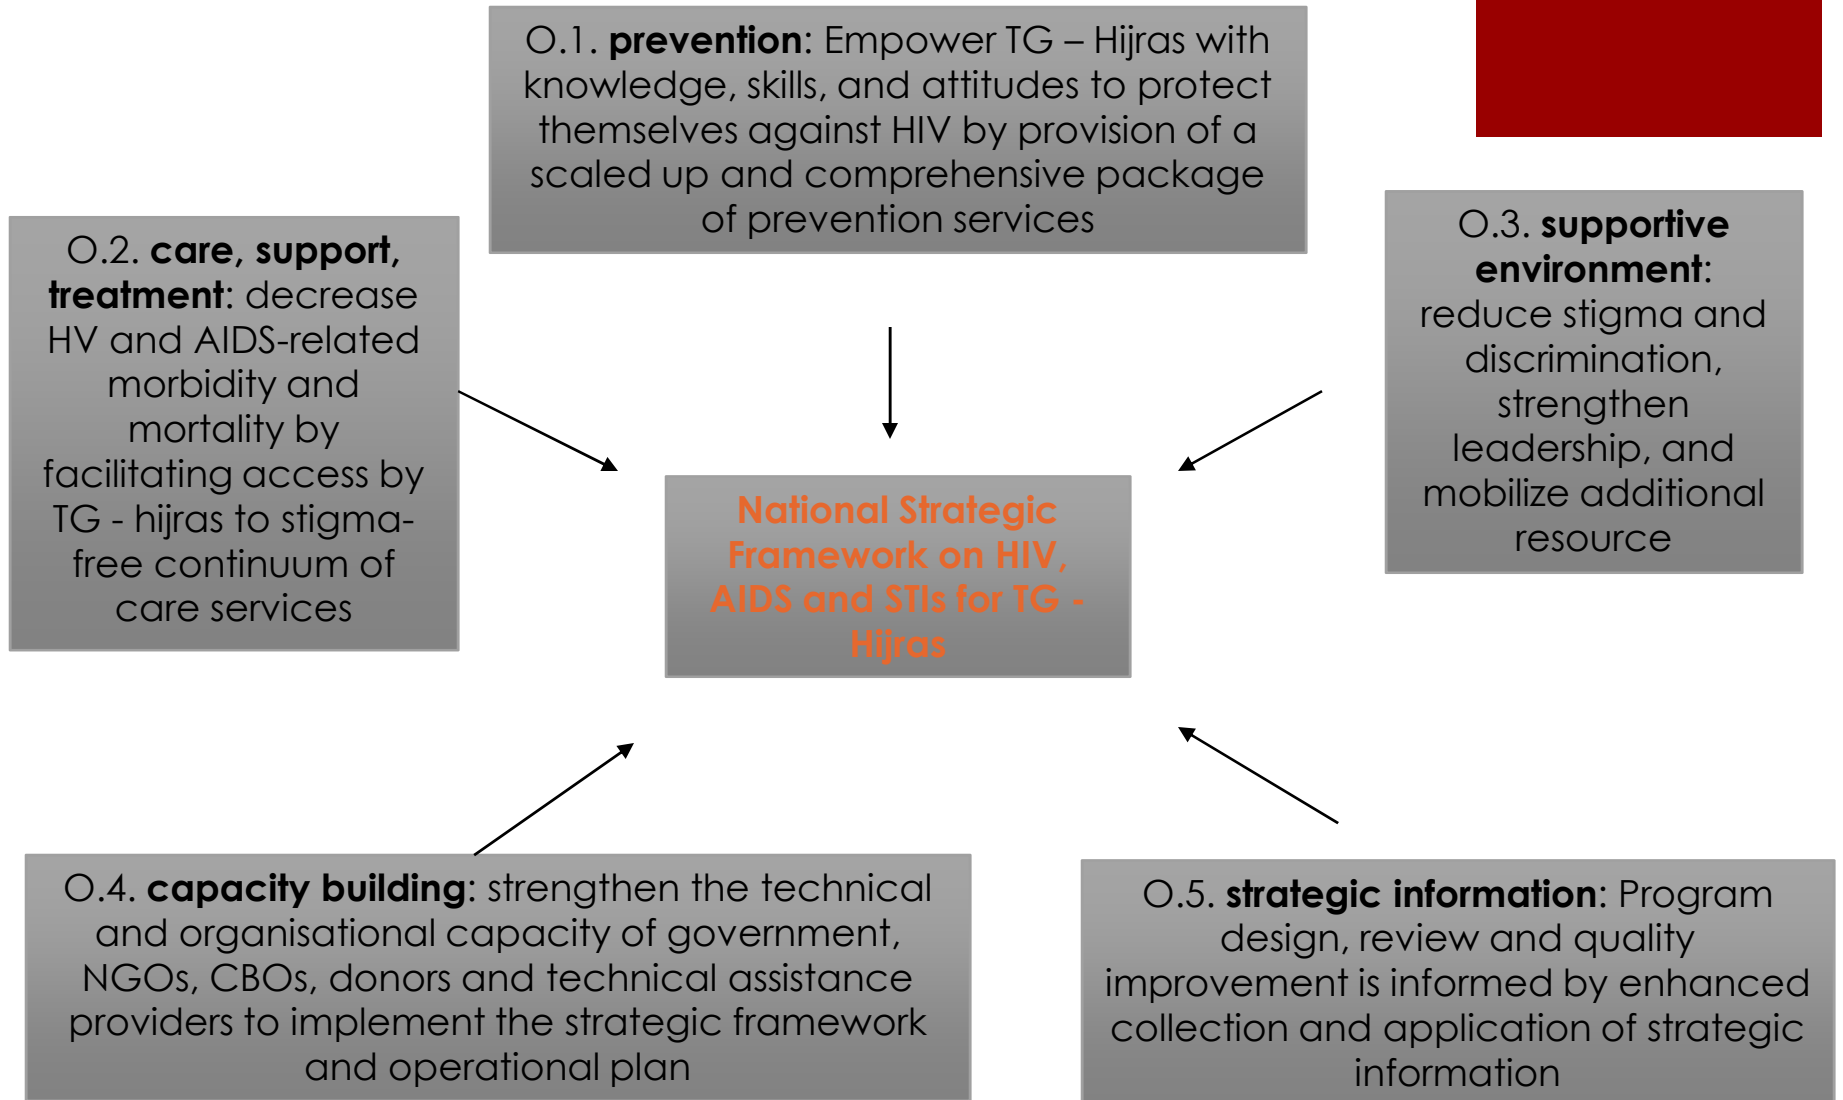 O.1. prevention: Empower TG – Hijras with
knowledge, skills, and attitudes to protect
themselves against HIV by provision of a
scaled up and comprehensive package
of prevention services
O.2. care, support,
treatment: decrease
HV and AIDS-related
morbidity and
mortality by
facilitating access by
TG - hijras to stigma-
free continuum of
care services
O.3. supportive
environment:
reduce stigma and
discrimination,
strengthen
leadership, and
mobilize additional
resource
National Strategic
Framework on HIV,
AIDS and STIs for TG -
Hijras
O.4. capacity building: strengthen the technical
and organisational capacity of government,
NGOs, CBOs, donors and technical assistance
providers to implement the strategic framework
and operational plan
O.5. strategic information: Program
design, review and quality
improvement is informed by enhanced
collection and application of strategic
information